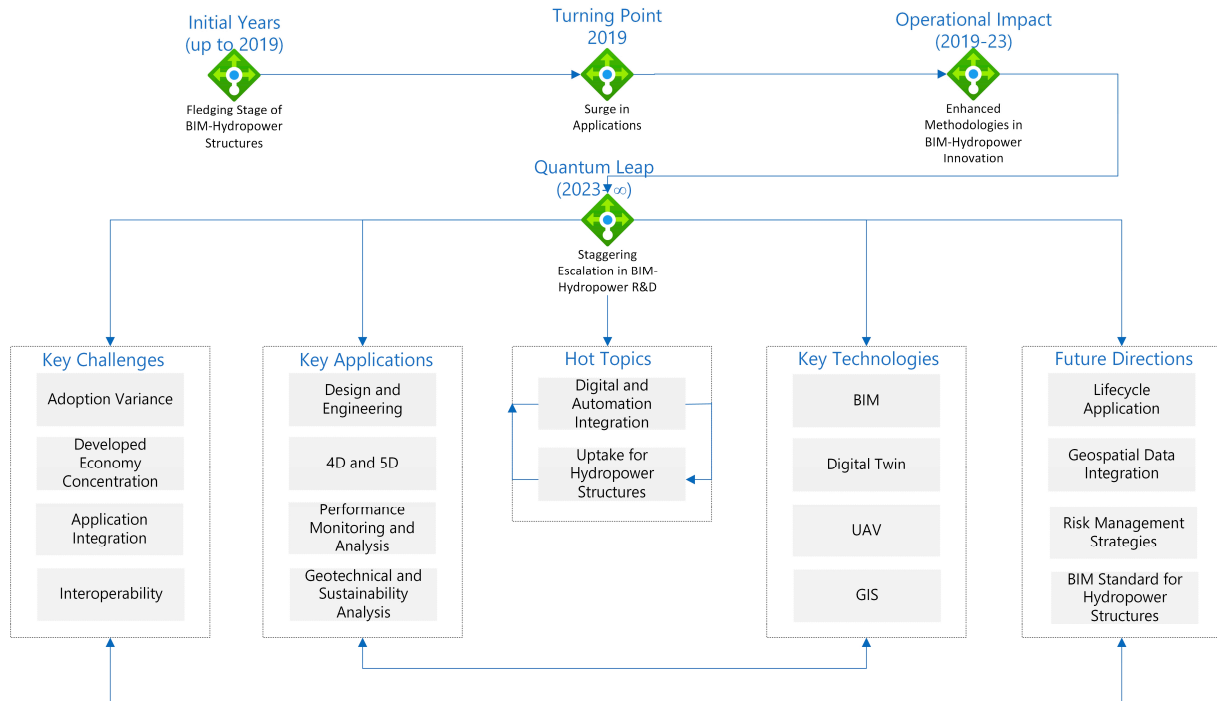 Initial Years
(up to 2019)
Fledging Stage of
BIM-Hydropower
Structures
Turning Point
2019
Surge in
Applications
Operational Impact
(2019-23)
Enhanced
Methodologies in
BIM-Hydropower
Innovation
Quantum Leap
(2023- ∞)
Staggering
Escalation in BIM-
Hydropower R&D
Key Challenges
Adoption Variance
Developed
Economy
Concentration
Application
Integration
Interoperability
Key Applications
Design and
Engineering
4D and 5D
Performance
Monitoring and
Analysis
Geotechnical and
Sustainability
Analysis
Hot Topics
Digital and
Automation
Integration
Uptake for
Hydropower
Structures
Key Technologies
BIM
Digital Twin
UAV
GIS
Future Directions
Lifecycle
Application
Geospatial Data
Integration
Risk Management
Strategies
BIM Standard for
Hydropower
Structures